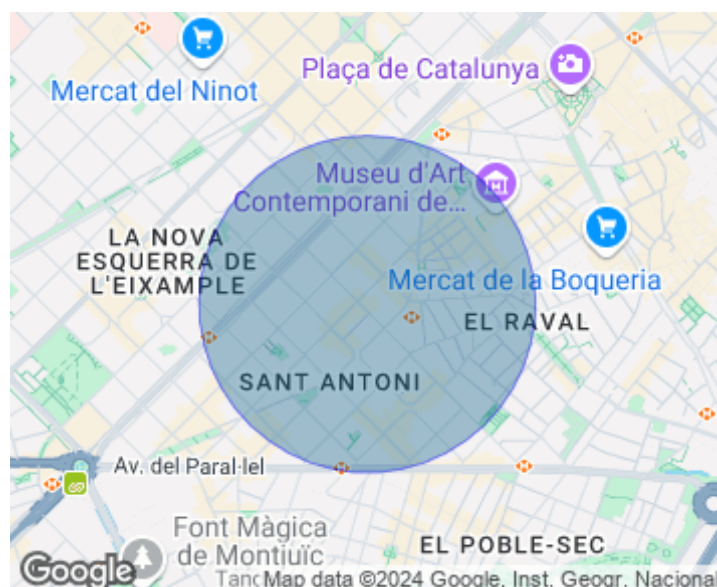 Plaça de Catalunya
Mercat del Ninot
Museu d'Art
Contemporani de...
LA NOVA
ESQUERRA DE
L'EIXAMPLE
Mercat de la Boqueria
EL RAVAL
SANT ANTONI
Av. del Paral·lel
Font Màgica
de Montjuïc
EL POBLE-SEC
Google
Map data ©2024 Google, Inst. Geogr. Nacional